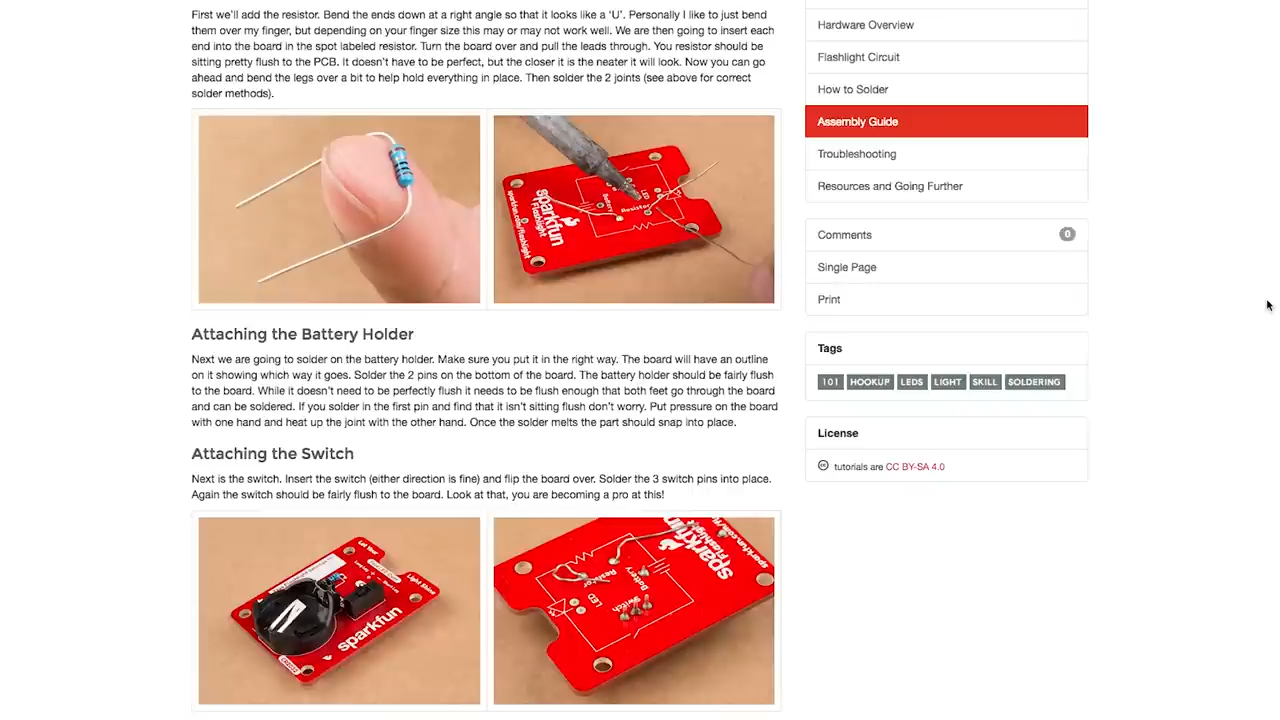 First we'll add the resistor. Bend the ends down at a right angle so that it looks like a 'U'. Personally I like to just bend
them over my finger, but depending on your finger size this may or may not work well. We are then going to insert each
end into the board in the spot labeled resistor. Turn the board over and pull the leads through. You resistor should be
sitting pretty flush to the PCB. It doesn't have to be perfect, but the closer it is the neater it will look. Now you can go
ahead and bend the legs over a bit to help hold everything in place. Then solder the 2 joints (see above for correct
solder methods).
sparkfun
Flashlight
sparkfun.com/flashlight
Battery
LED
Resistor
Attaching the Battery Holder
Next we are going to solder on the battery holder. Make sure you put it in the right way. The board will have an outline
on it showing which way it goes. Solder the 2 pins on the bottom of the board. The battery holder should be fairly flush
to the board. While it doesn't need to be perfectly flush it needs to be flush enough that both feet go through the board
and can be soldered. If you solder in the first pin and find that it isn't sitting flush don't worry. Put pressure on the board
with one hand and heat up the joint with the other hand. Once the solder melts the part should snap into place.
Attaching the Switch
Next is the switch. Insert the switch (either direction is fine) and flip the board over. Solder the 3 switch pins into place.
Again the switch should be fairly flush to the board. Look at that, you are becoming a pro at this!
Let Your
Light Shine
sparkfun
sparkfun
Flashlight
Resistor
Battery
LED
Switch
Hardware Overview
Flashlight Circuit
How to Solder
Assembly Guide
Troubleshooting
Resources and Going Further
Comments 0
Single Page
Print
Tags
101 HOOKUP LEDS LIGHT SKILL SOLDERING
License
tutorials are CC BY-SA 4.0